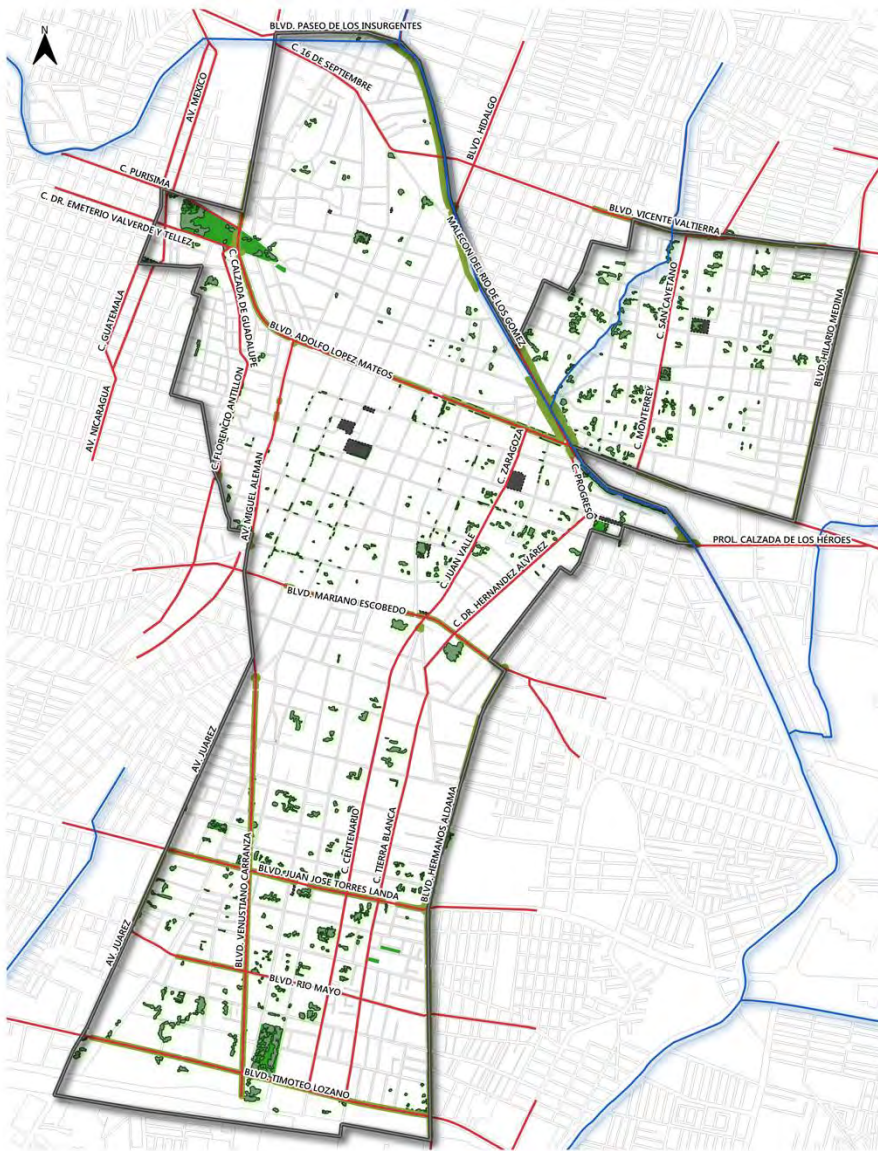 N
BLVD. PASEO DE LOS INSURGENTES
C. 16 DE SEPTIEMBRE
AV. MEXICO
BLVD. HIDALGO
C. PURISIMA
C. DR. EMETERIO VALVERDE Y TELLEZ
BLVD. VICENTE VALTIERRA
MALECON DEL RIO DE LOS GOMEZ
C. SAN CAYETANO
C. CALZADA DE GUADALUPE
C. GUATEMALA
BLVD. HILARIO MEDINA
BLVD. ADOLFO LOPEZ MATEOS
AV. NICARAGUA
C. FLORENCIO ANTILLON
C. MONTERREY
AV. MIGUEL ALEMAN
C. ZARAGOZA
C. PROGRESO
PROL. CALZADA DE LOS HÉROES
C. JUAN VALLE
C. DR. HERNANDEZ ALVAREZ
BLVD. MARIANO ESCOBEDO
AV. JUAREZ
C. CENTENARIO
C. TIERRA BLANCA
BLVD. HERMANOS ALDAMA
BLVD. VENUSTIANO CARRANZA
BLVD. JUAN JOSE TORRES LANDA
AV. JUAREZ
BLVD. RIO MAYO
BLVD. TIMOTEO LOZANO